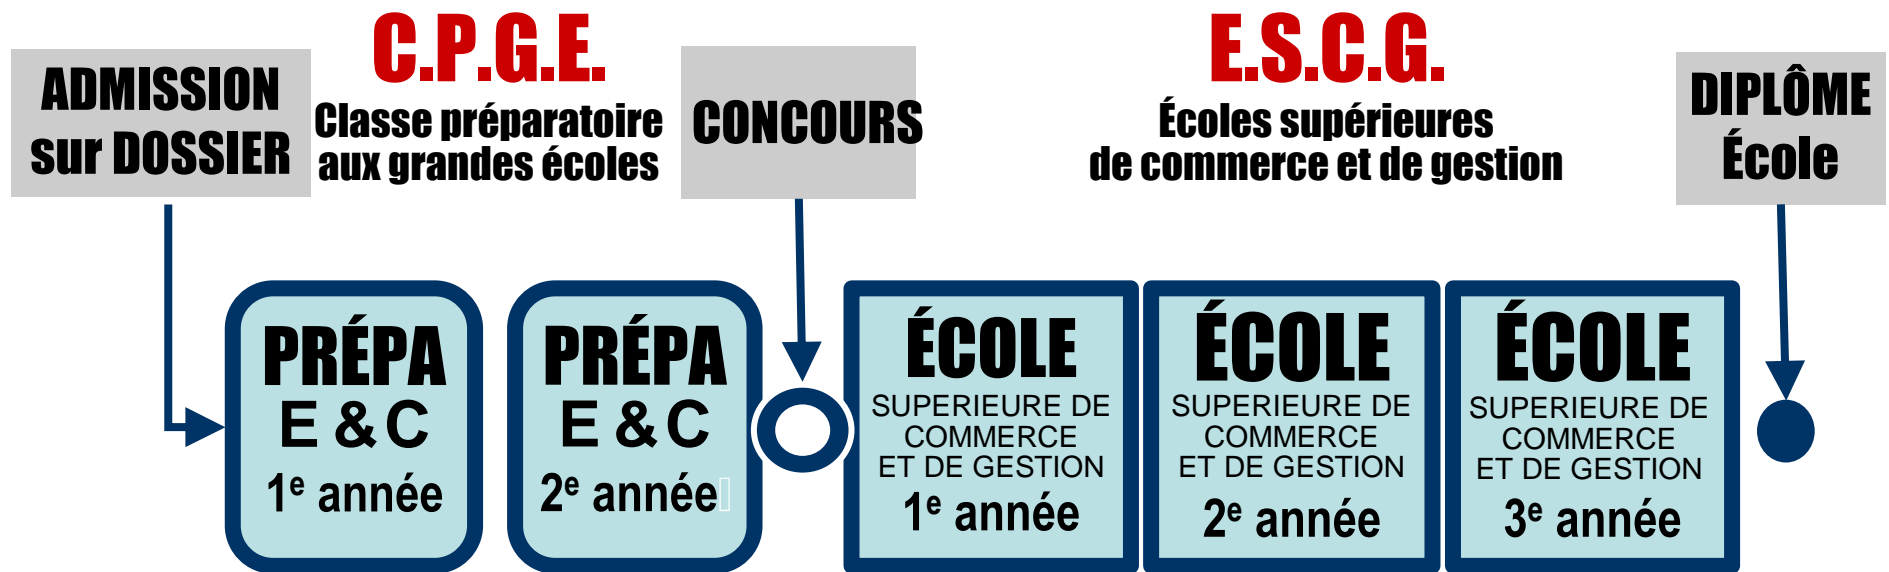 ADMISSION
sur DOSSIER
C.P.G.E.
Classe préparatoire
aux grandes écoles
CONCOURS
E.S.C.G.
Écoles supérieures
de commerce et de gestion
DIPLÔME
École
PRÉPA
E & C
1e année
PRÉPA
E & C
2e année
ÉCOLE
SUPERIEURE DE
COMMERCE
ET DE GESTION
1e année
ÉCOLE
SUPERIEURE DE
COMMERCE
ET DE GESTION
2e année
ÉCOLE
SUPERIEURE DE
COMMERCE
ET DE GESTION
3e année